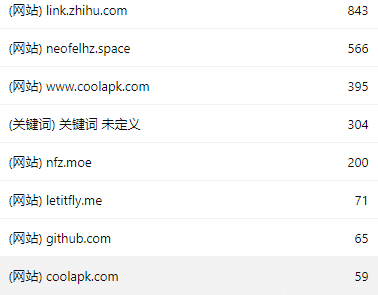 (网站) link.zhihu.com 843
(网站) neofelhz.space 566
(网站) www.coolapk.com 395
(关键词) 关键词 未定义 304
(网站) nfz.moe 200
(网站) letitfly.me 71
(网站) github.com 65
(网站) coolapk.com 59